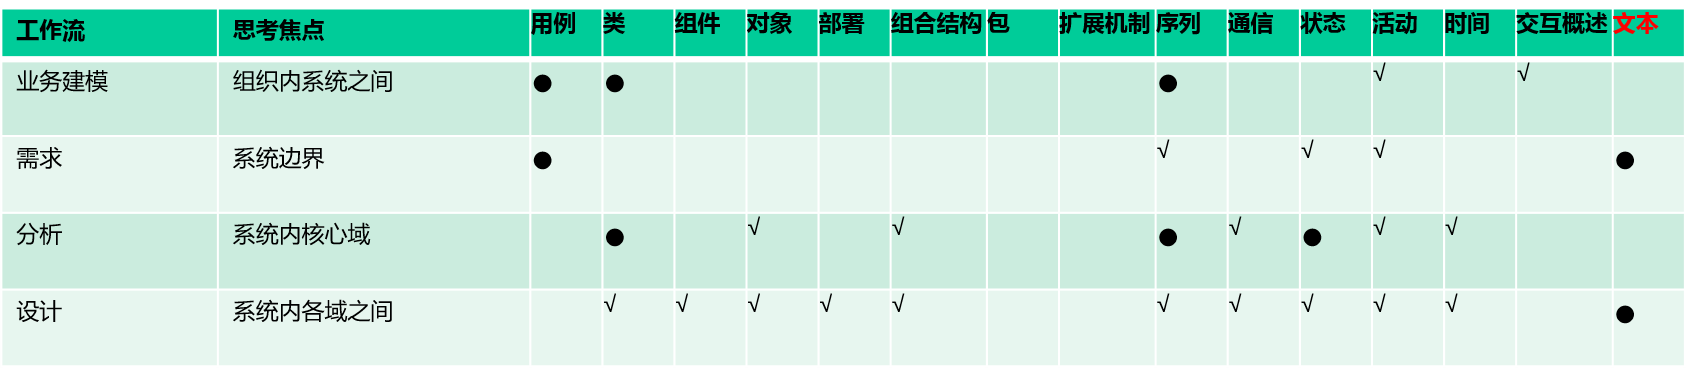 工作流 思考焦点 用例 类 组件 对象 部署 组合结构 包 扩展机制 序列 通信 状态 活动 时间 交互概述 文本
业务建模 组织内系统之间 ● ● ● √ √
需求 系统边界 ● √ √ √ ●
分析 系统内核心域 ● √ √ ● √ ● √ √
设计 系统内各域之间 √ √ √ √ √ √ √ √ √ √ ●